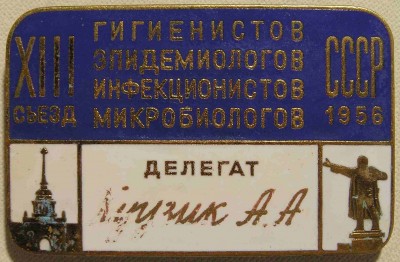 XIII СЪЕЗД
ГИГИЕНИСТОВ
ЭПИДЕМИОЛОГОВ
ИНФЕКЦИОНИСТОВ
МИКРОБИОЛОГОВ
СССР
1956
ДЕЛЕГАТ
А.А